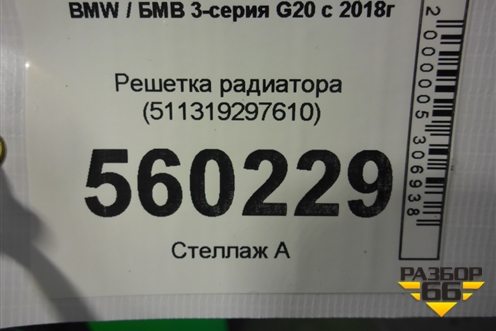 BMW / БМВ 3-серия G20 с 2018г
Решетка радиатора
(511319297610)
560229
Стеллаж А
2000005306938
РАЗБОР
66